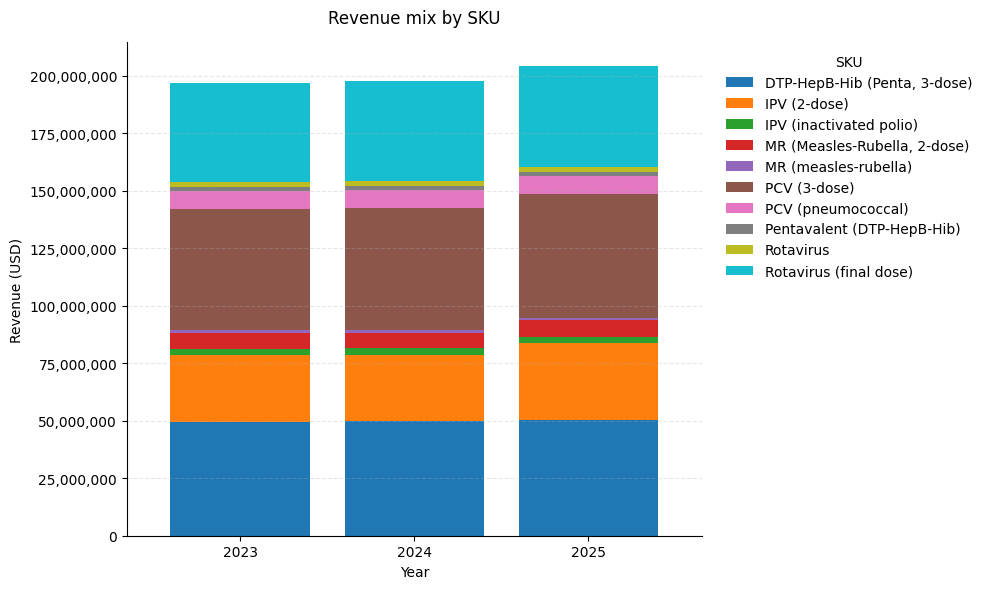 Revenue mix by SKU
Revenue (USD)
200,000,000
175,000,000
150,000,000
125,000,000
100,000,000
75,000,000
50,000,000
25,000,000
0
2023
2024
2025
Year
SKU
DTP-HepB-Hib (Penta, 3-dose)
IPV (2-dose)
IPV (inactivated polio)
MR (Measles-Rubella, 2-dose)
MR (measles-rubella)
PCV (3-dose)
PCV (pneumococcal)
Pentavalent (DTP-HepB-Hib)
Rotavirus
Rotavirus (final dose)